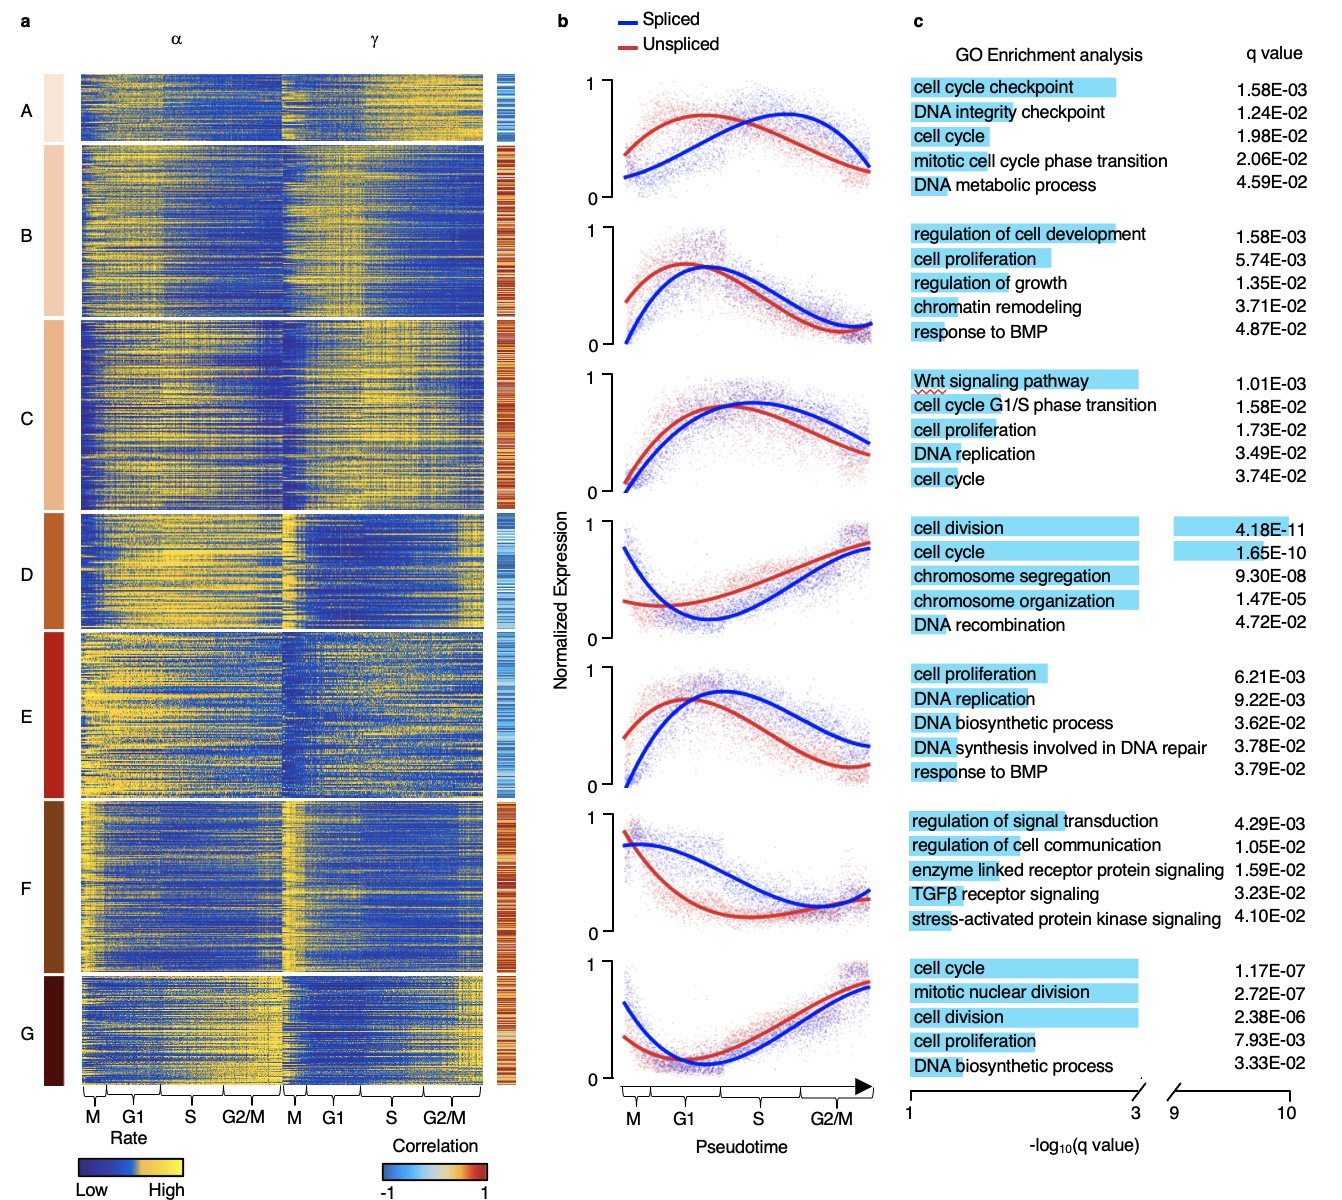 a
α
γ
A
B
C
D
E
F
G
M
G1
S
G2/M
M
G1
S
G2/M
Rate
Low
High
Correlation
-1
1
b
Spliced
Unspliced
Normalized Expression
1
0
1
0
1
0
1
0
1
0
1
0
1
0
M
G1
S
G2/M
Pseudotime
c
GO Enrichment analysis q value
cell cycle checkpoint 1.58E-03
DNA integrity checkpoint 1.24E-02
cell cycle 1.98E-02
mitotic cell cycle phase transition 2.06E-02
DNA metabolic process 4.59E-02
regulation of cell development 1.58E-03
cell proliferation 5.74E-03
regulation of growth 1.35E-02
chromatin remodeling 3.71E-02
response to BMP 4.87E-02
Wnt signaling pathway 1.01E-03
cell cycle G1/S phase transition 1.58E-02
cell proliferation 1.73E-02
DNA replication 3.49E-02
cell cycle 3.74E-02
cell division 4.18E-11
cell cycle 1.65E-10
chromosome segregation 9.30E-08
chromosome organization 1.47E-05
DNA recombination 4.72E-02
cell proliferation 6.21E-03
DNA replication 9.22E-03
DNA biosynthetic process 3.62E-02
DNA synthesis involved in DNA repair 3.78E-02
response to BMP 3.79E-02
regulation of signal transduction 4.29E-03
regulation of cell communication 1.05E-02
enzyme linked receptor protein signaling 1.59E-02
TGFβ receptor signaling 3.23E-02
stress-activated protein kinase signaling 4.10E-02
cell cycle 1.17E-07
mitotic nuclear division 2.72E-07
cell division 2.38E-06
cell proliferation 7.93E-03
DNA biosynthetic process 3.33E-02
1 3 9 10
-log₁₀(q value)